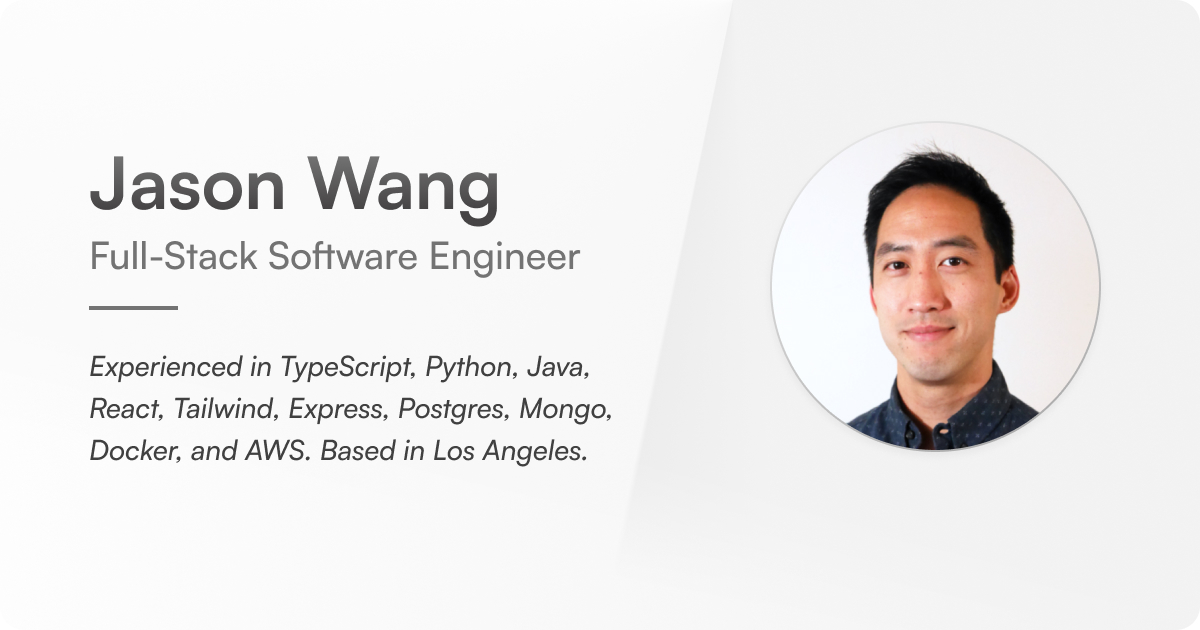 Jason Wang
Full-Stack Software Engineer
Experienced in TypeScript, Python, Java,
React, Tailwind, Express, Postgres, Mongo,
Docker, and AWS. Based in Los Angeles.